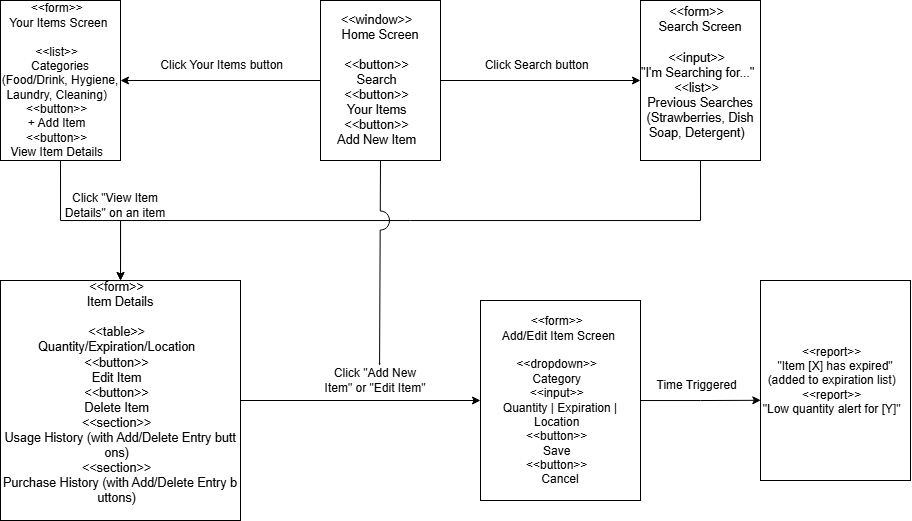 <<form>>
Your Items Screen
<<list>>
Categories
(Food/Drink, Hygiene,
Laundry, Cleaning)
<<button>>
+ Add Item
<<button>>
View Item Details
Click Your Items button
<<window>>
Home Screen
<<button>>
Search
<<button>>
Your Items
<<button>>
Add New Item
Click Search button
<<form>>
Search Screen
<<input>>
"I'm Searching for..."
<<list>>
Previous Searches
(Strawberries, Dish
Soap, Detergent)
Click "View Item
Details" on an item
<<form>>
Item Details
<<table>>
Quantity/Expiration/Location
<<button>>
Edit Item
<<button>>
Delete Item
<<section>>
Usage History (with Add/Delete Entry butt
ons)
<<section>>
Purchase History (with Add/Delete Entry b
uttons)
Click "Add New
Item" or "Edit Item"
<<form>>
Add/Edit Item Screen
<<dropdown>>
Category
<<input>>
Quantity | Expiration |
Location
<<button>>
Save
<<button>>
Cancel
Time Triggered
<<report>>
"Item [X] has expired"
(added to expiration list)
<<report>>
"Low quantity alert for [Y]"